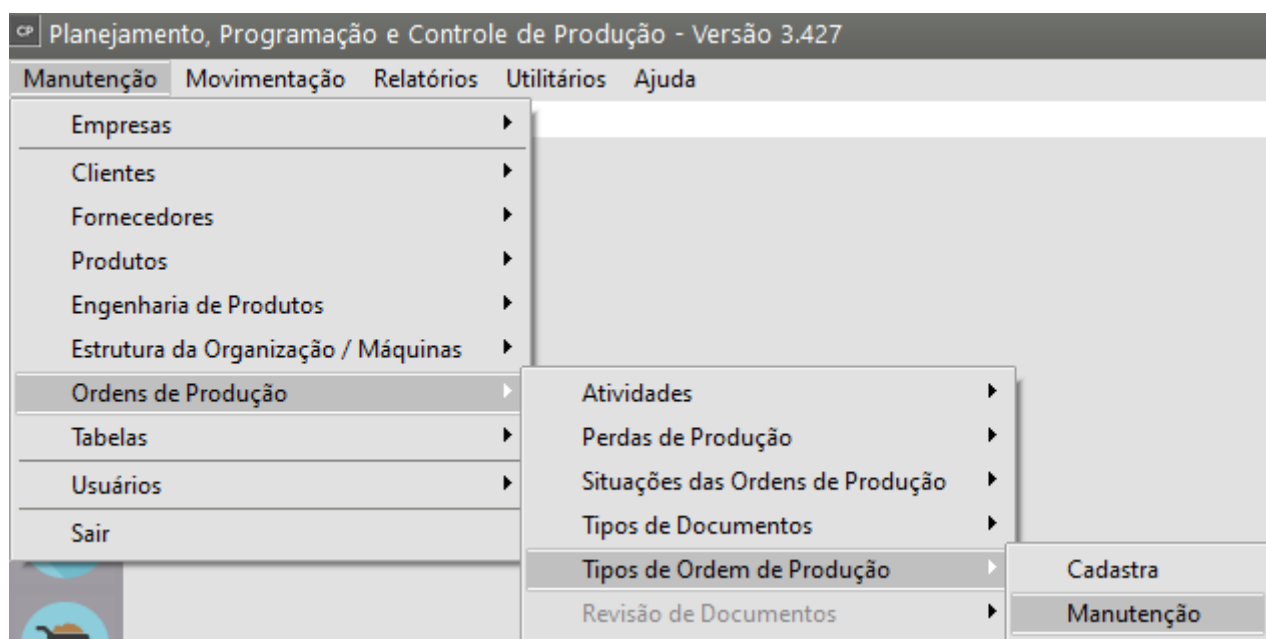 CP Planejamento, Programação e Controle de Produção - Versão 3.427
Manutenção Movimentação Relatórios Utilitários Ajuda
Empresas
Clientes
Fornecedores
Produtos
Engenharia de Produtos
Estrutura da Organização / Máquinas
Ordens de Produção
Tabelas
Usuários
Sair
Atividades
Perdas de Produção
Situações das Ordens de Produção
Tipos de Documentos
Tipos de Ordem de Produção
Revisão de Documentos
Cadastra
Manutenção